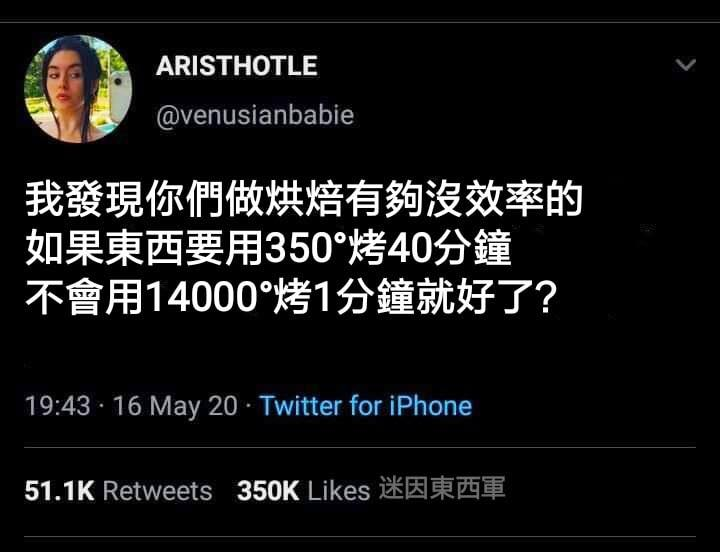 ARISTHOTLE
@venusianbabie
我發現你們做烘焙有夠沒效率的
如果東西要用350°烤40分鐘
不會用14000°烤1分鐘就好了?
19:43 · 16 May 20 · Twitter for iPhone
51.1K Retweets 350K Likes 迷因東西軍